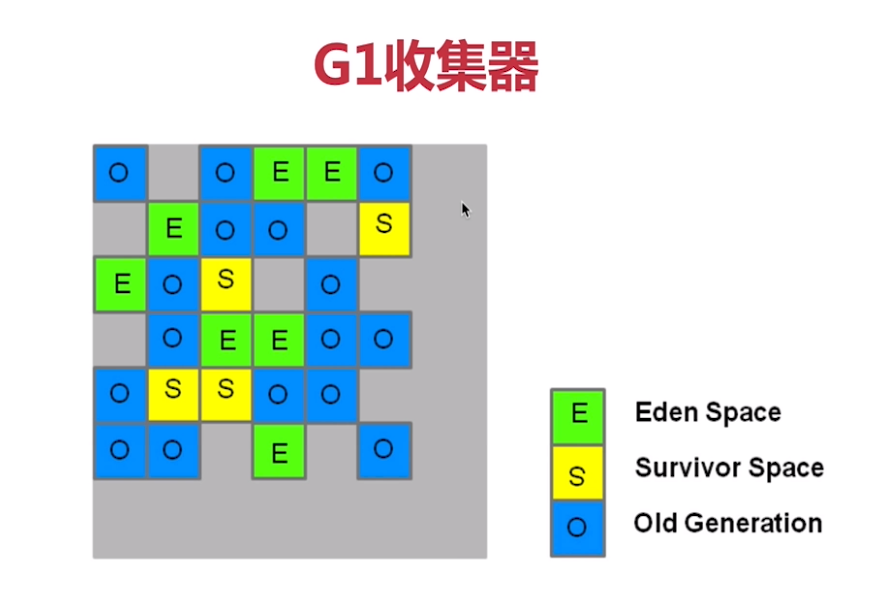 G1收集器
O O E E O
E O O S
E O S O
O E E O O
O S S O O
O O E O
E Eden Space
S Survivor Space
O Old Generation